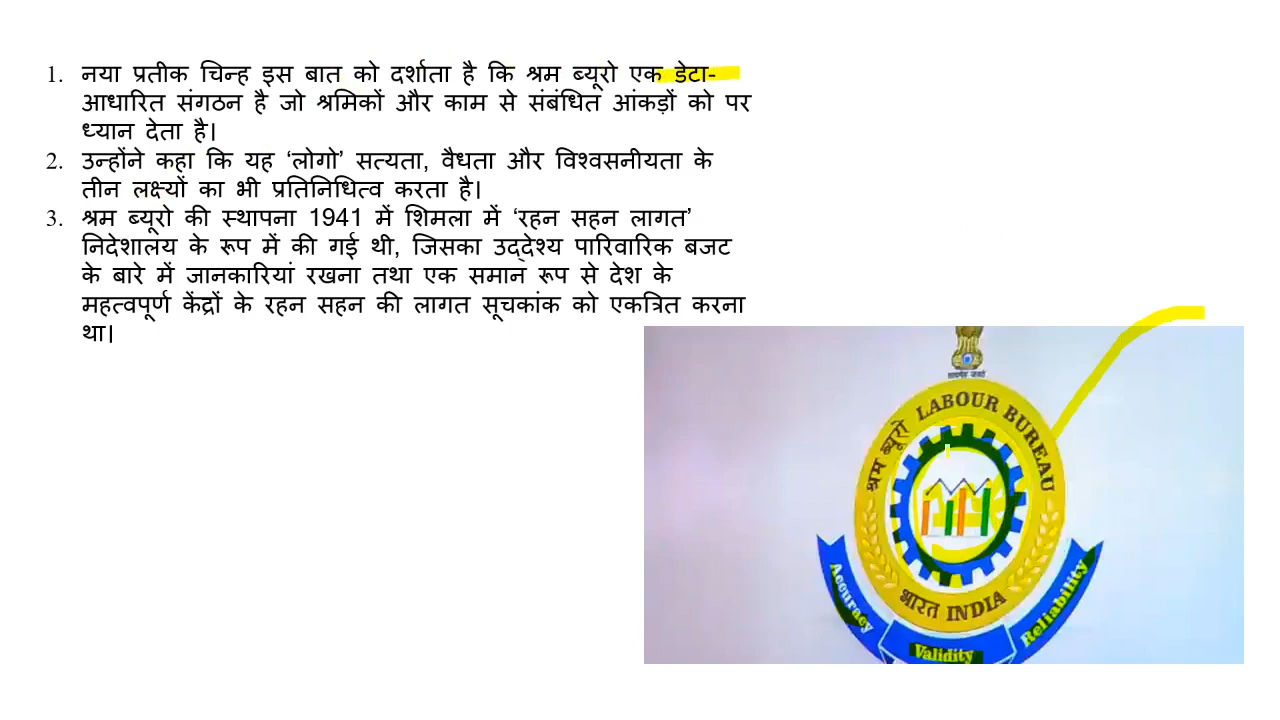 1. नया प्रतीक चिन्ह इस बात को दर्शाता है कि श्रम ब्यूरो एक डेटा-
आधारित संगठन है जो श्रमिकों और काम से संबंधित आंकड़ों को पर
ध्यान देता है।
2. उन्होंने कहा कि यह ‘लोगो’ सत्यता, वैधता और विश्वसनीयता के
तीन लक्ष्यों का भी प्रतिनिधित्व करता है।
3. श्रम ब्यूरो की स्थापना 1941 में शिमला में ‘रहन सहन लागत’
निदेशालय के रूप में की गई थी, जिसका उद्देश्य पारिवारिक बजट
के बारे में जानकारियां रखना तथा एक समान रूप से देश के
महत्वपूर्ण केंद्रों के रहन सहन की लागत सूचकांक को एकत्रित करना
था।
सत्यमेव जयते
श्रम ब्यूरो LABOUR BUREAU
भारत INDIA
Accuracy
Validity
Reliability